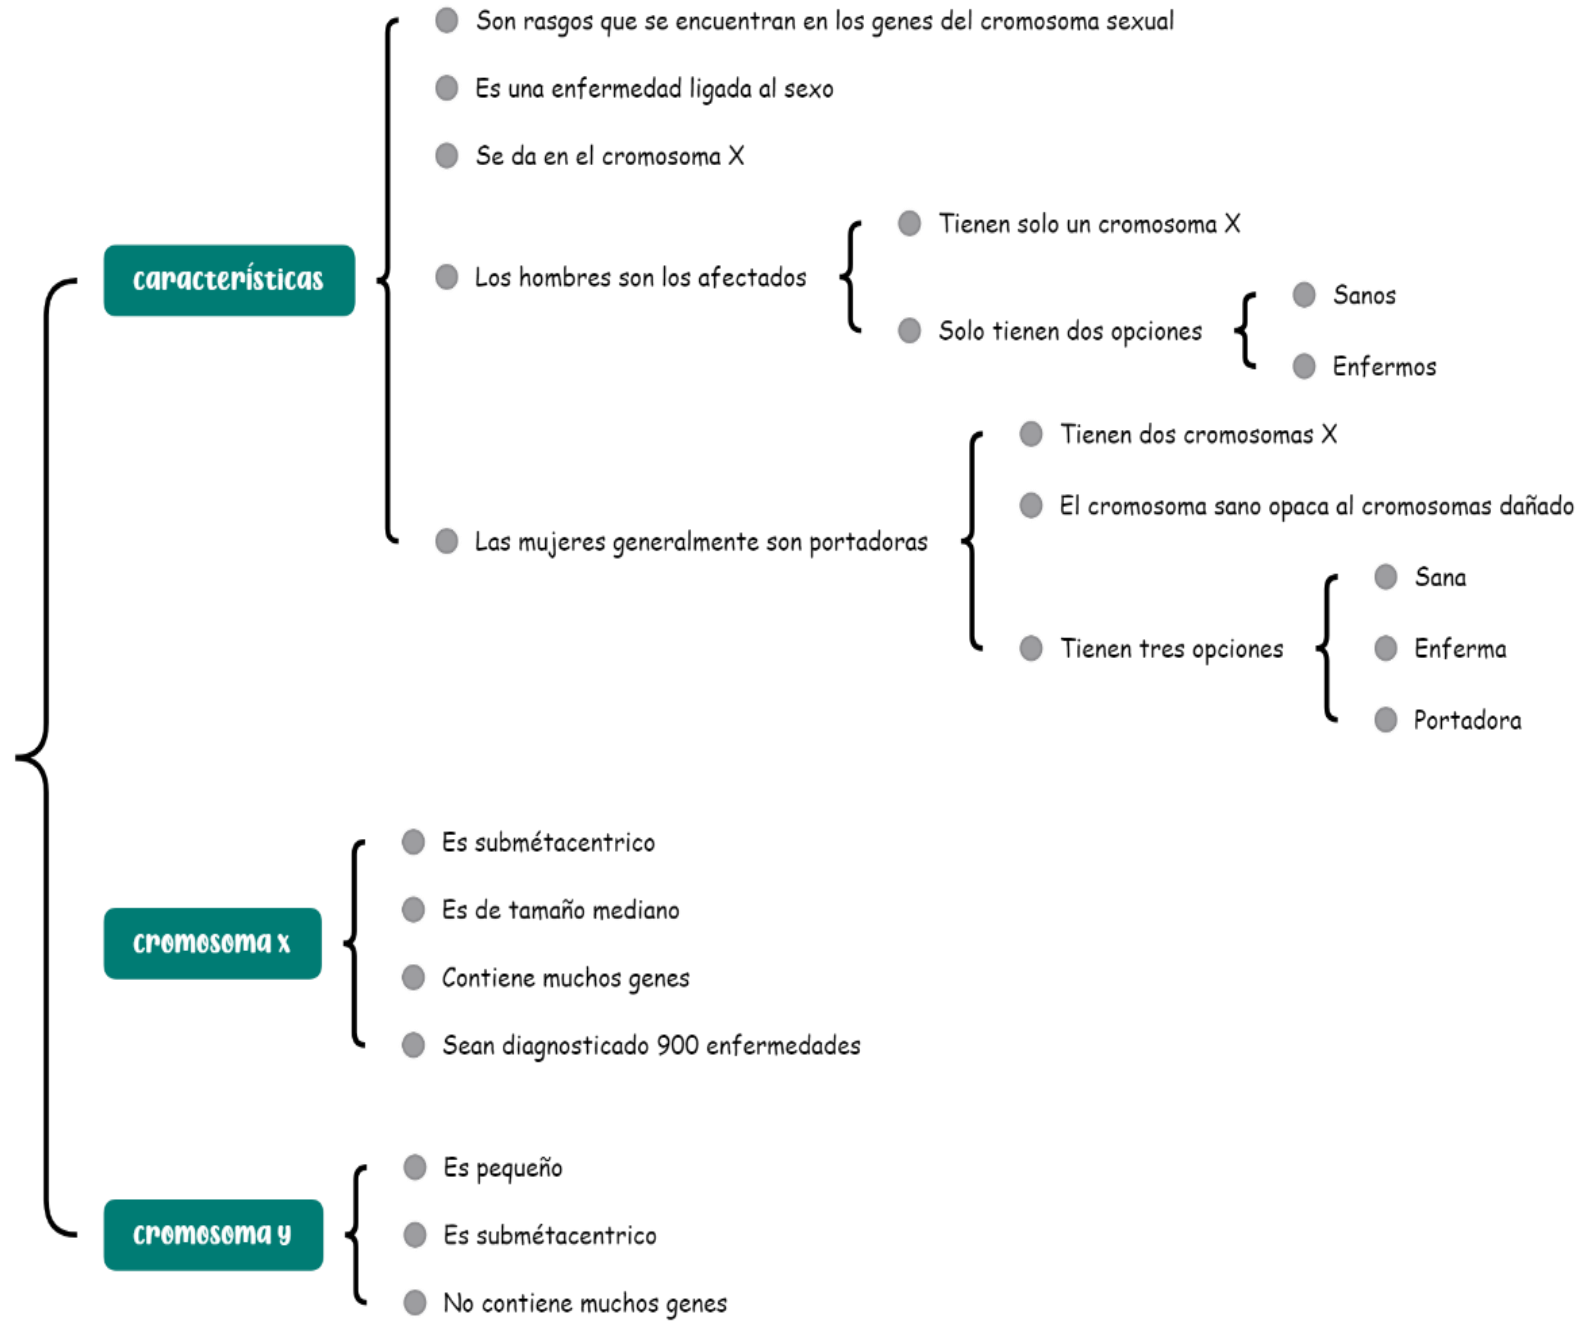 Son rasgos que se encuentran en los genes del cromosoma sexual
Es una enfermedad ligada al sexo
Se da en el cromosoma X
características
Los hombres son los afectados
Tienen solo un cromosoma X
Solo tienen dos opciones
Sanos
Enfermos
Las mujeres generalmente son portadoras
Tienen dos cromosomas X
El cromosoma sano opaca al cromosomas dañado
Tienen tres opciones
Sana
Enferma
Portadora
cromosoma x
Es submétacentrico
Es de tamaño mediano
Contiene muchos genes
Sean diagnosticado 900 enfermedades
cromosoma y
Es pequeño
Es submétacentrico
No contiene muchos genes